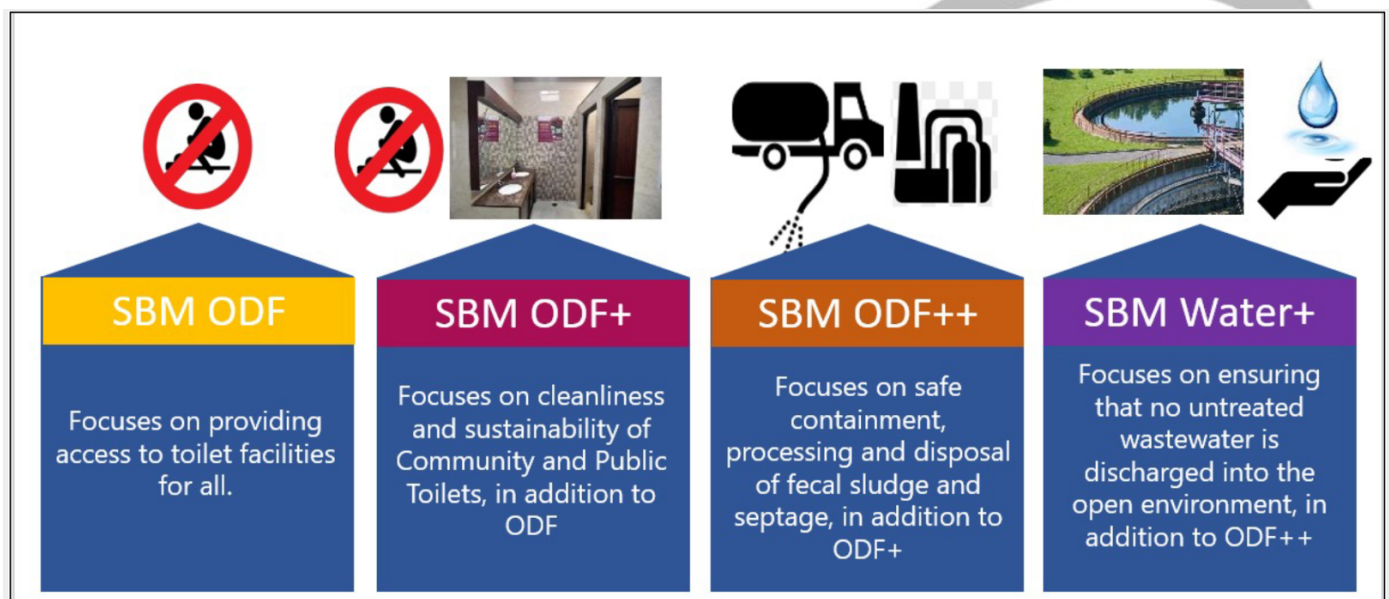 SBM ODF
Focuses on providing
access to toilet facilities
for all.
SBM ODF+
Focuses on cleanliness
and sustainability of
Community and Public
Toilets, in addition to
ODF
SBM ODF++
Focuses on safe
containment,
processing and disposal
of fecal sludge and
septage, in addition to
ODF+
SBM Water+
Focuses on ensuring
that no untreated
wastewater is
discharged into the
open environment, in
addition to ODF++